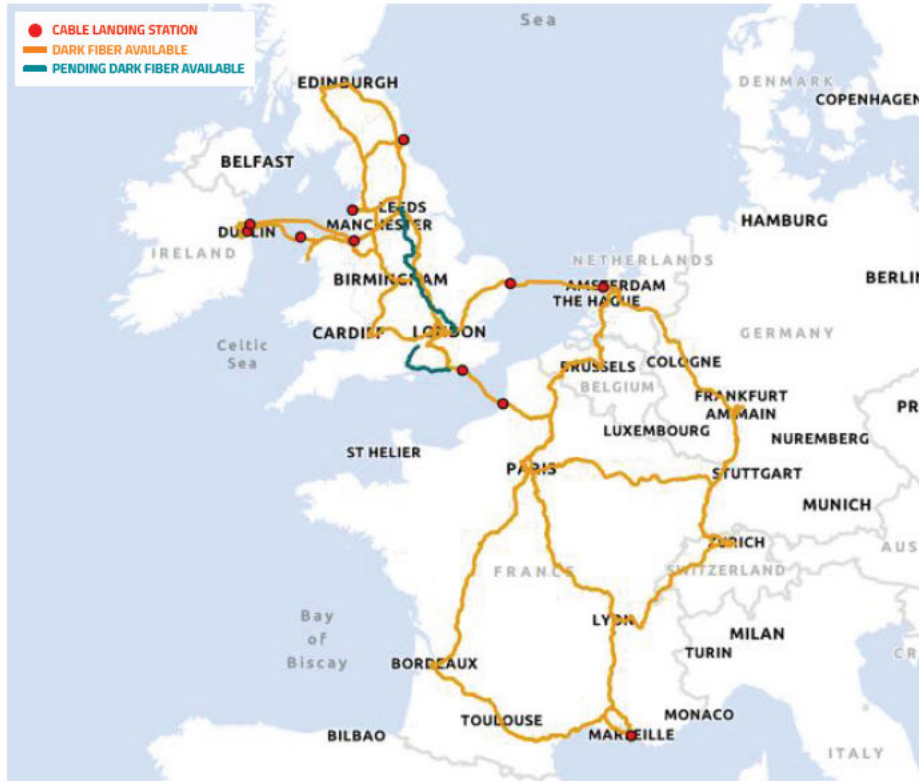 Sea
CABLE LANDING STATION
DARK FIBER AVAILABLE
PENDING DARK FIBER AVAILABLE
EDINBURGH
DENMARK
COPENHAGEN
BELFAST
LEEDS
DUBLIN
MANCHESTER
HAMBURG
IRELAND
NETHERLANDS
BIRMINGHAM
AMSTERDAM
BERLIN
THE HAGUE
CARDIFF
LONDON
GERMANY
Celtic
Sea
BRUSSELS
COLOGNE
BELGIUM
FRANKFURT
AM MAIN
PR
LUXEMBOURG
NUREMBERG
ST HELIER
PARIS
STUTTGART
MUNICH
ZURICH
AUS
FRANCE
SWITZERLAND
Bay
of
Biscay
LYON
MILAN
TURIN
CR
BORDEAUX
MONACO
TOULOUSE
BILBAO
MARSEILLE
ITALY